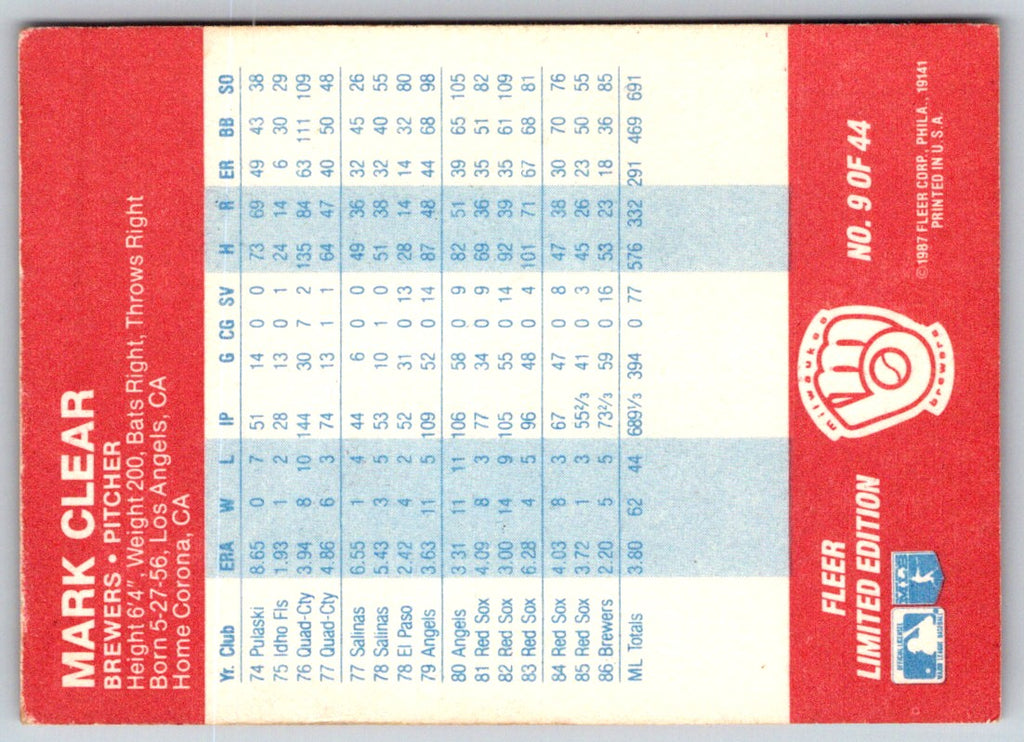 MARK CLEAR
BREWERS • PITCHER
Height 6'4", Weight 200, Bats Right, Throws Right
Born 5-27-56, Los Angels, CA
Home Corona, CA
Yr. Club ERA W L IP G CG SV H R ER BB SO
74 Pulaski 8.65 0 7 51 14 0 0 73 69 49 43 38
75 Idho Fls 1.93 1 2 28 13 0 1 24 14 6 30 29
76 Quad-Cty 3.94 8 10 144 30 7 2 135 84 63 111 109
77 Quad-Cty 4.86 6 3 74 13 1 1 64 47 40 50 48
77 Salinas 6.55 1 4 44 6 0 0 49 36 32 45 26
78 Salinas 5.43 3 5 53 10 1 0 51 38 32 40 55
78 El Paso 2.42 4 2 52 31 0 13 28 14 14 32 80
79 Angels 3.63 11 5 109 52 0 14 87 48 44 68 98
80 Angels 3.31 11 11 106 58 0 9 82 51 39 65 105
81 Red Sox 4.09 8 3 77 34 0 9 69 36 35 51 82
82 Red Sox 3.00 14 9 105 55 0 14 92 39 35 61 109
83 Red Sox 6.28 4 5 96 48 0 4 101 71 67 68 81
84 Red Sox 4.03 8 3 67 47 0 8 47 38 30 70 76
85 Red Sox 3.72 1 3 55⅔ 41 0 3 45 26 23 50 55
86 Brewers 2.20 5 5 73⅔ 59 0 16 53 23 18 36 85
ML Totals 3.80 62 44 689⅓ 394 0 77 576 332 291 469 691
FLEER
LIMITED EDITION
OFFICIAL LICENSEE
MAJOR LEAGUE BASEBALL
milwaukee
brewers
NO. 9 OF 44
©1987 FLEER CORP., PHILA., 19141
PRINTED IN U.S.A.